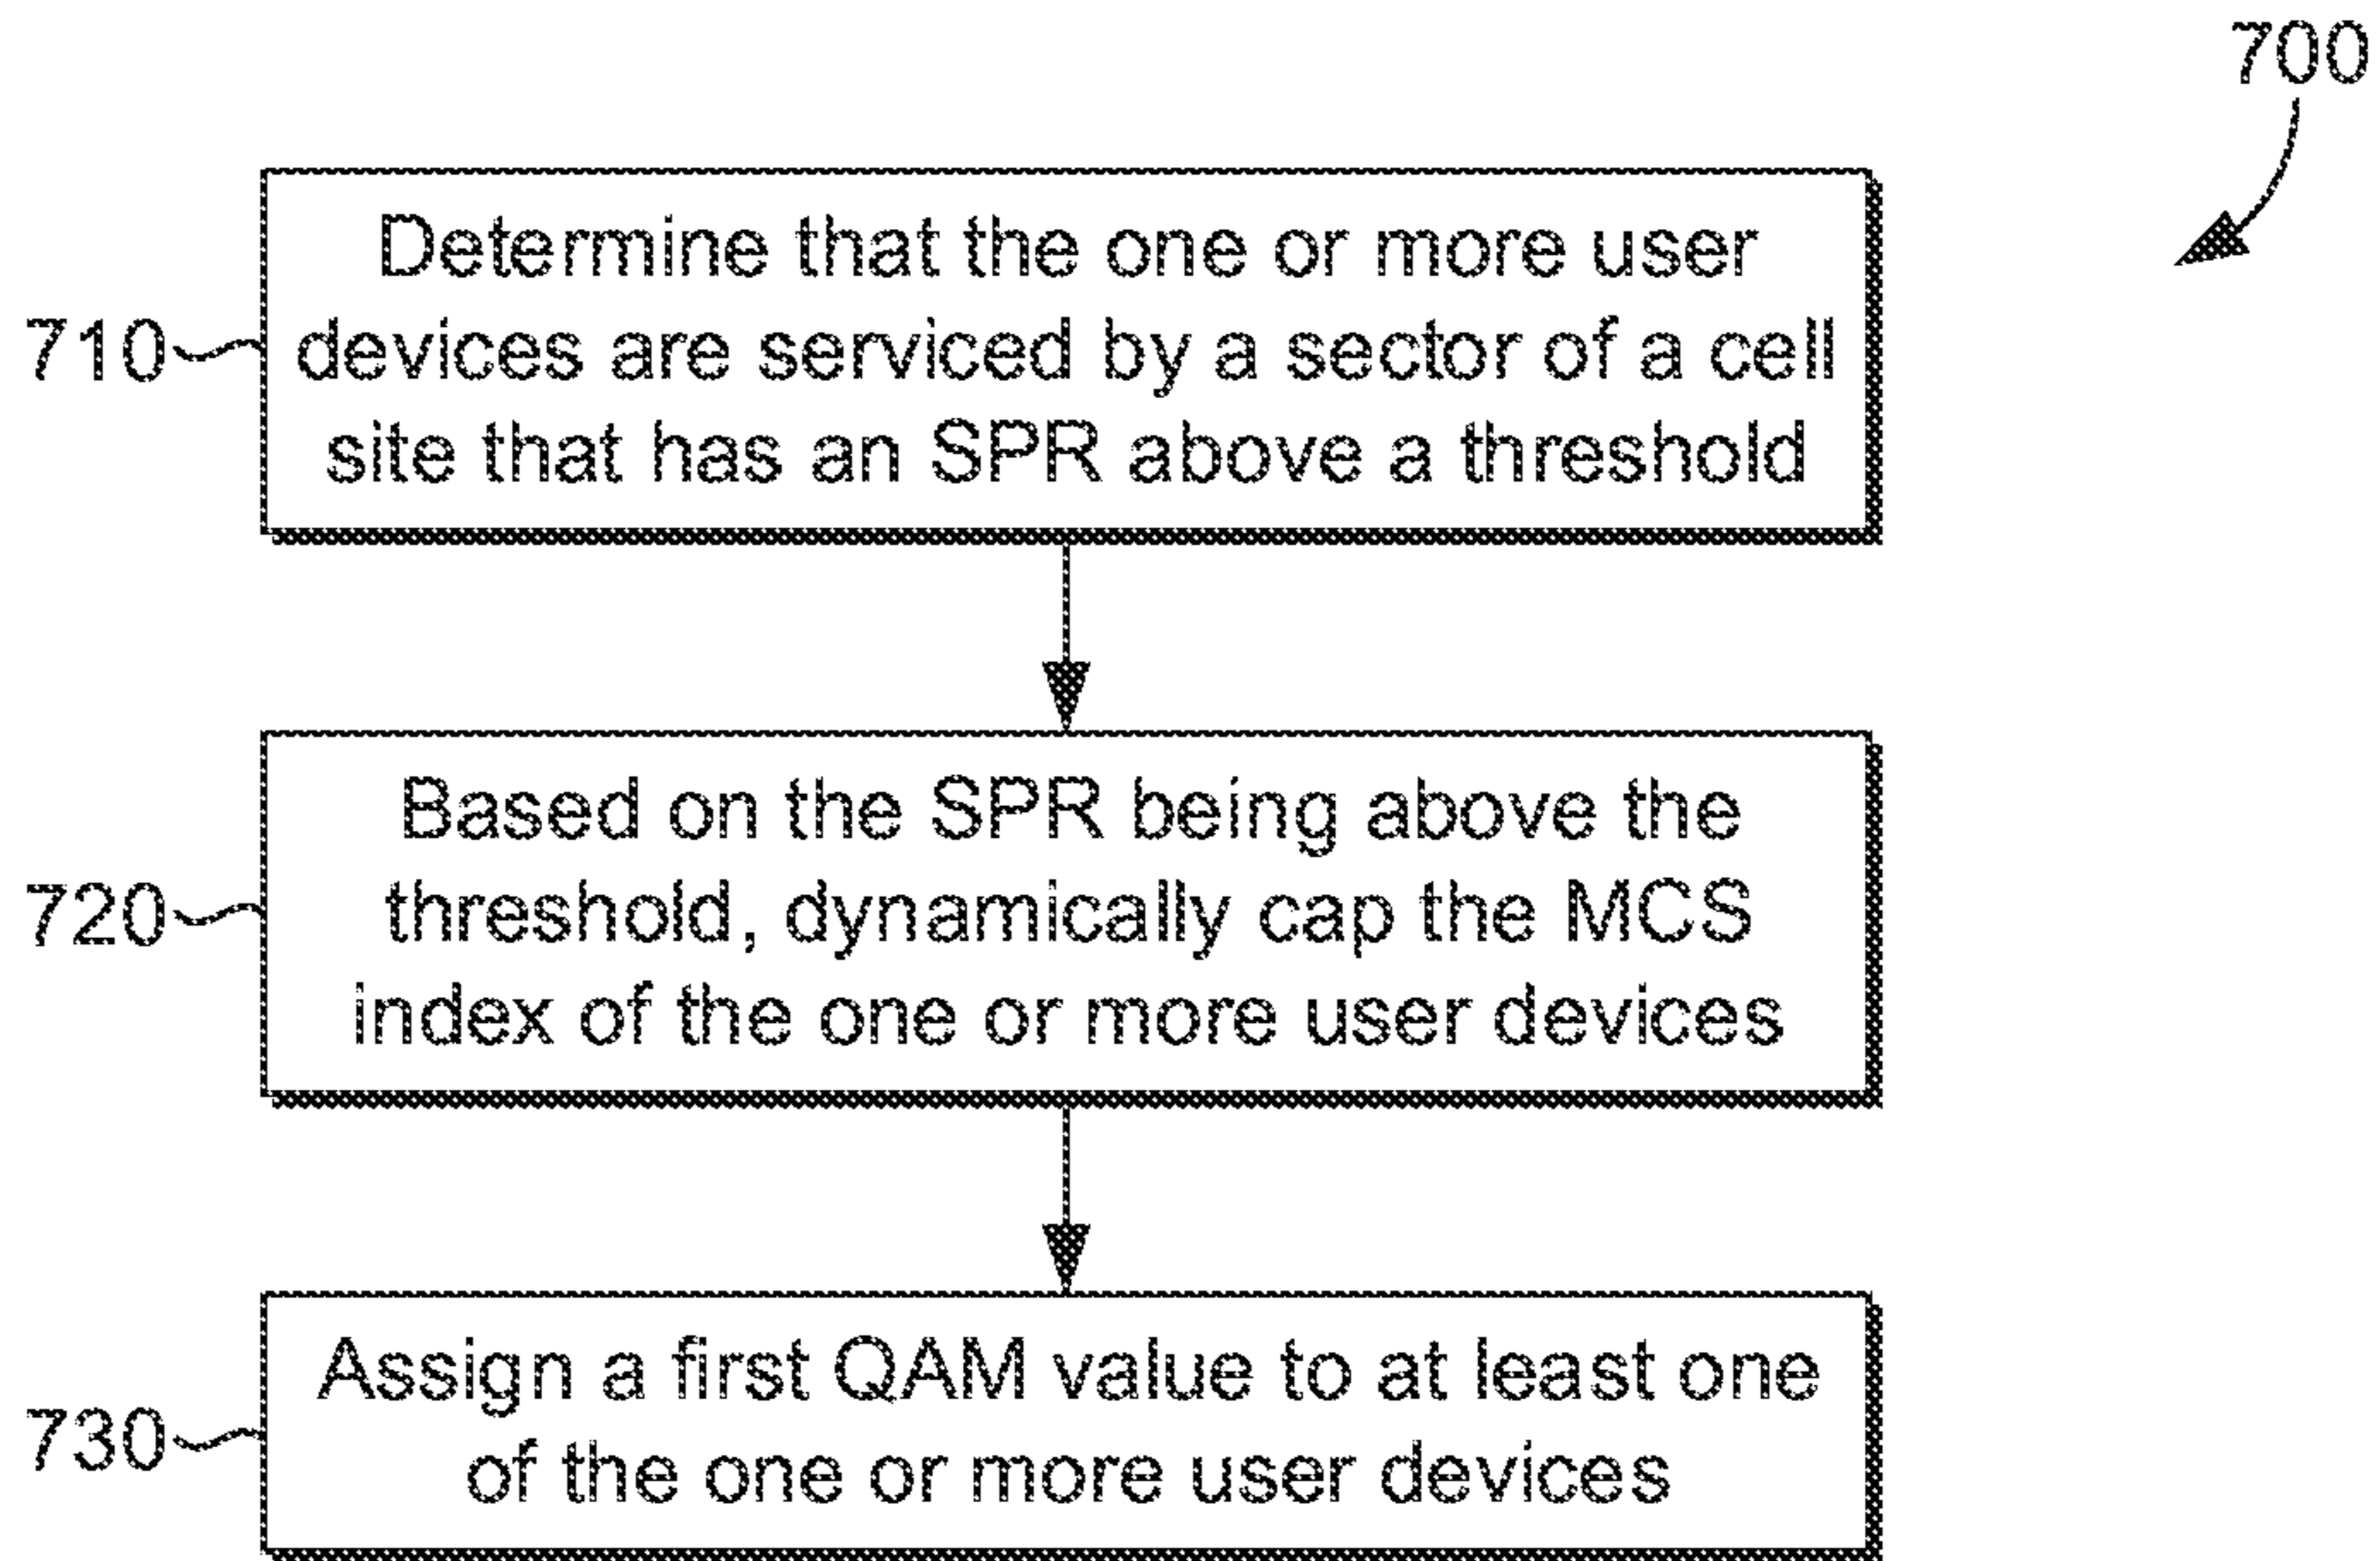 700
Determine that the one or more user
710
devices are serviced by a sector of a cell
site that has an SPR above a threshold
Based on the SPR being above the
720
threshold, dynamically cap the MCS
index of the one or more user devices
Assign a first QAM value to at least one
730
of the one or more user devices